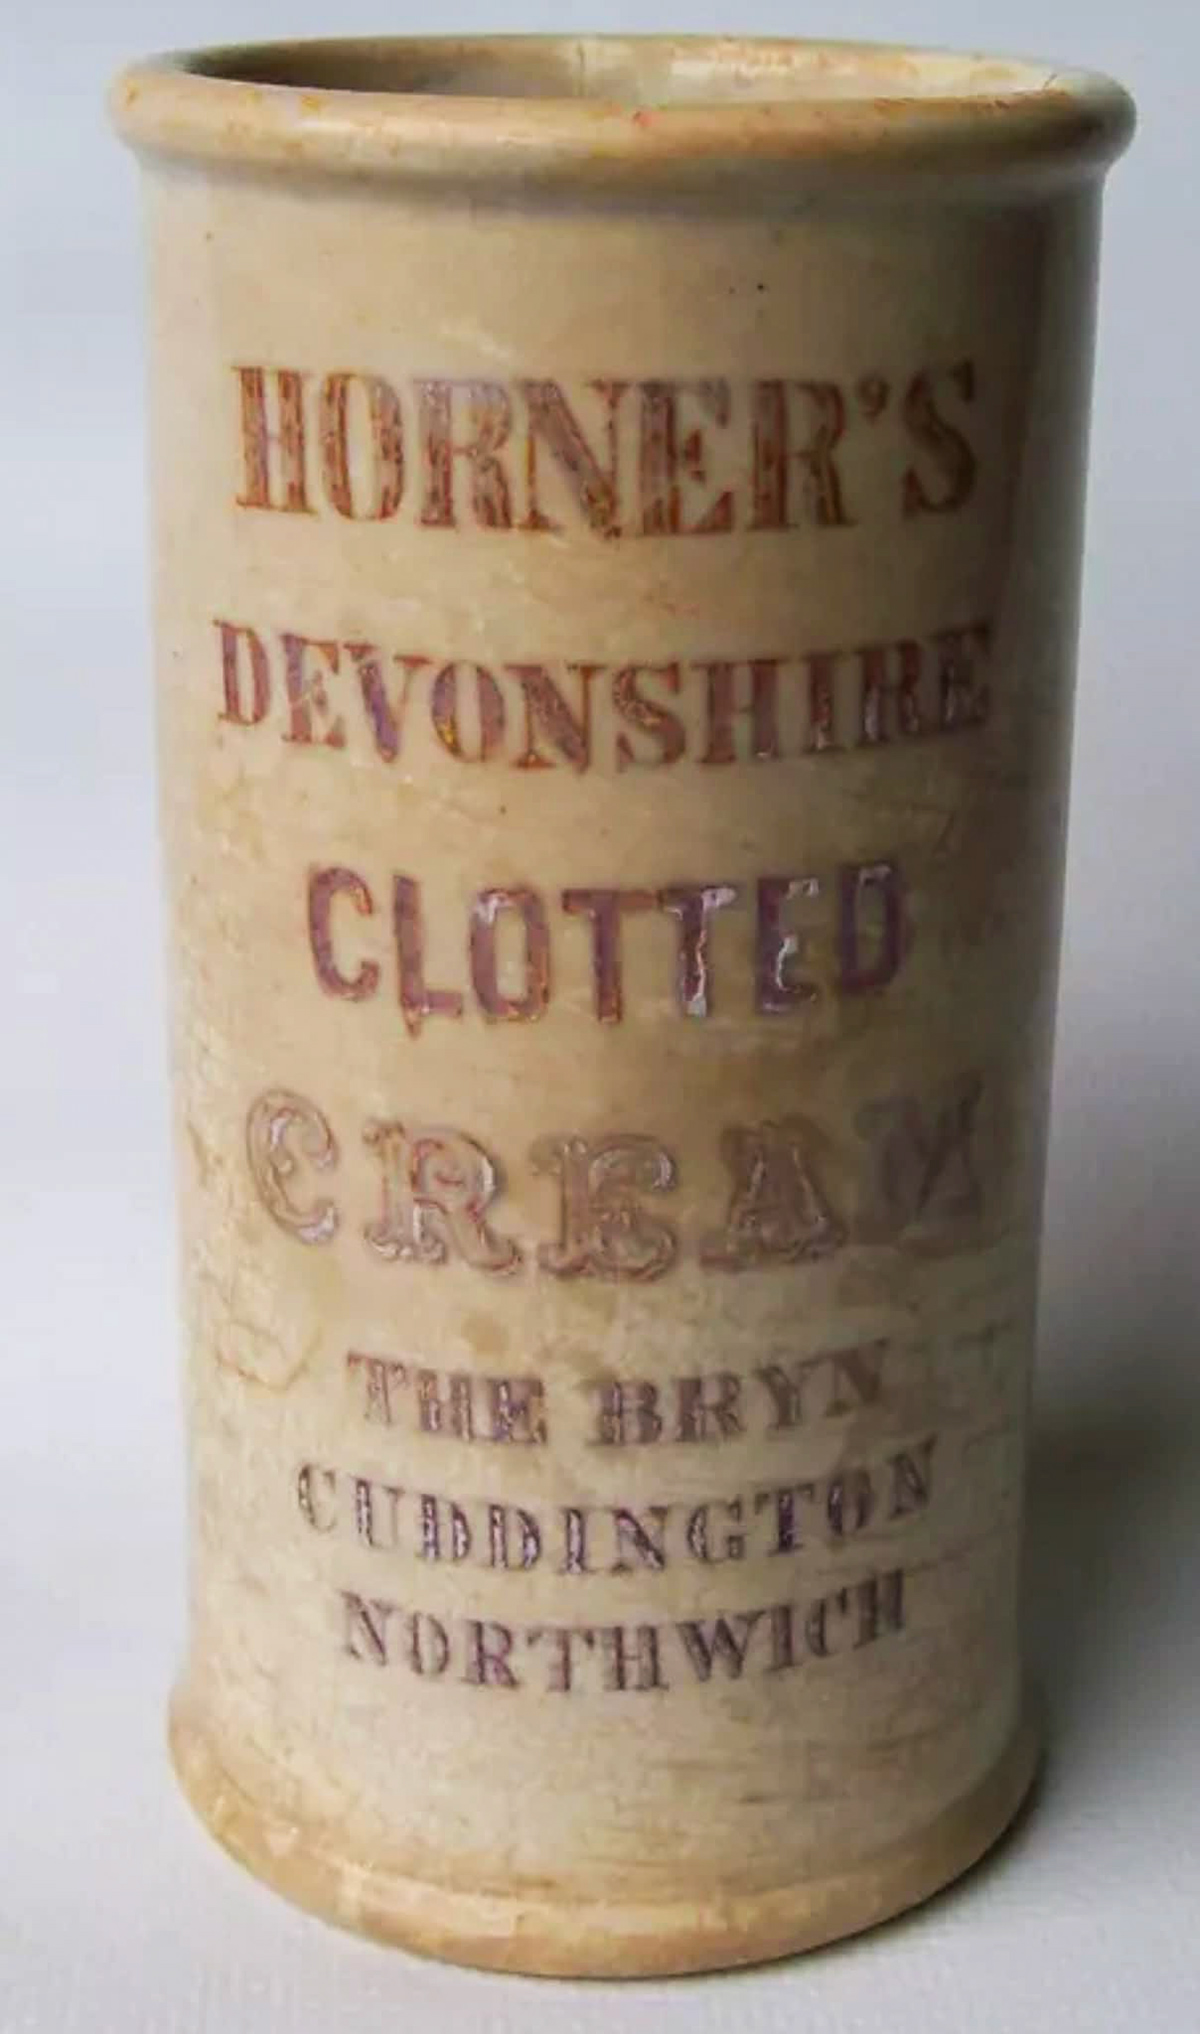 HORNER'S
DEVONSHIRE
CLOTTED
CREAM
THE BRYN
CUDDINGTON
NORTHWICH